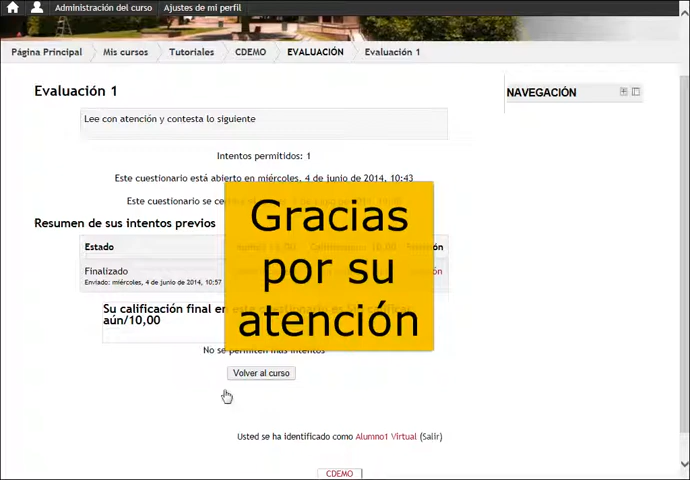 Administración del curso Ajustes de mi perfil
Página Principal Mis cursos Tutoriales CDEMO EVALUACIÓN Evaluación 1
Evaluación 1
NAVEGACIÓN
Lee con atención y contesta lo siguiente
Intentos permitidos: 1
Este cuestionario está abierto en miércoles, 4 de junio de 2014, 10:43
Este cuestionario se
Resumen de sus intentos previos
Estado
Finalizado
Enviado: miércoles, 4 de junio de 2014, 10:57
Su calificación final en
aún/10,00
Gracias
por su
atención
No se permiten más intentos
Volver al curso
Usted se ha identificado como Alumno1 Virtual (Salir)
CDEMO